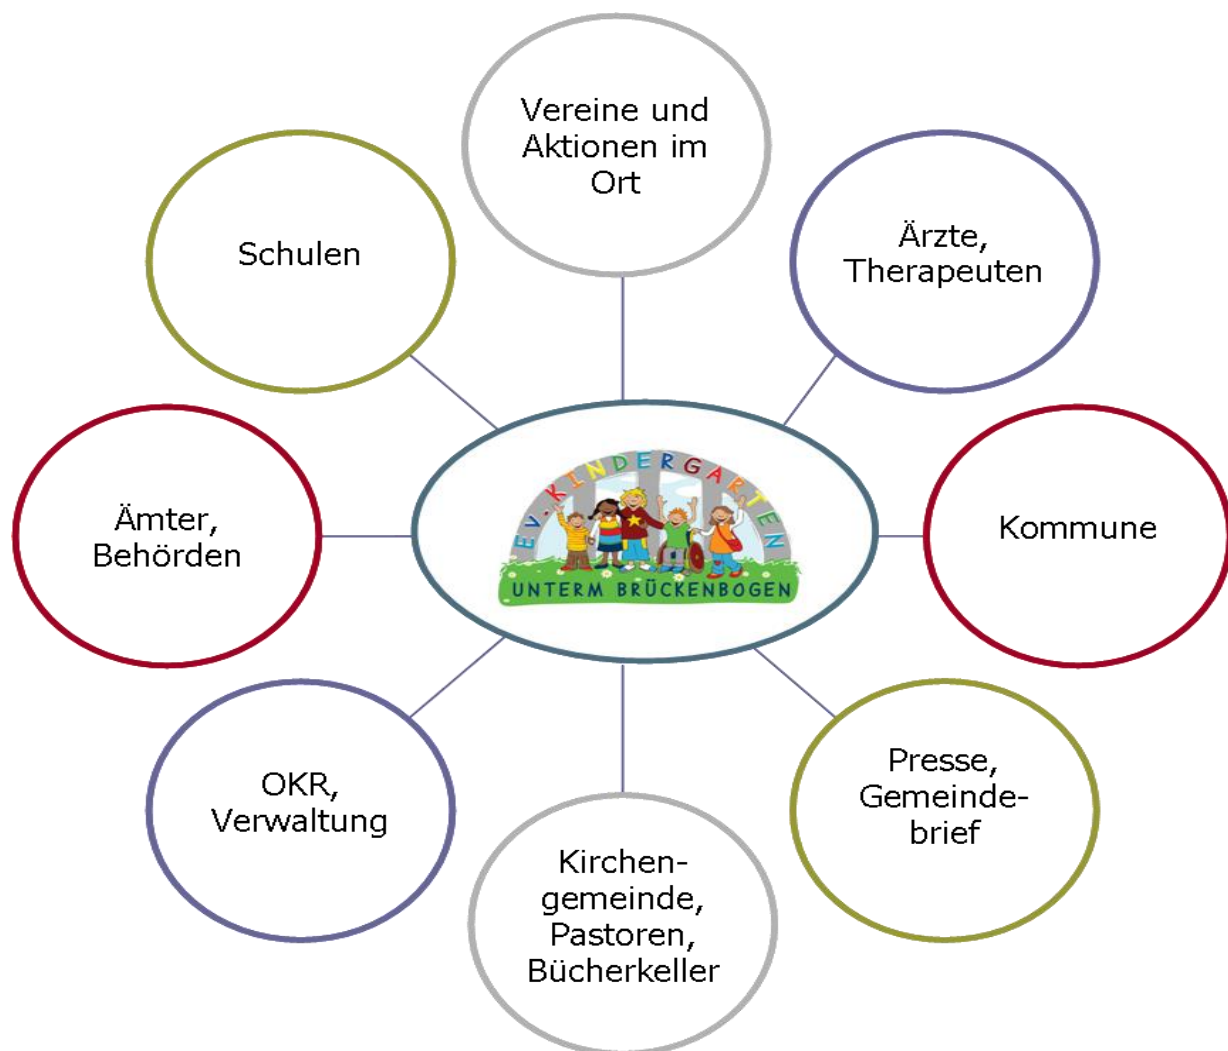 Vereine und
Aktionen im
Ort
Schulen
Ärzte,
Therapeuten
Ämter,
Behörden
EV. KINDERGARTEN
UNTERM BRÜCKENBOGEN
Kommune
OKR,
Verwaltung
Presse,
Gemeinde-
brief
Kirchen-
gemeinde,
Pastoren,
Bücherkeller